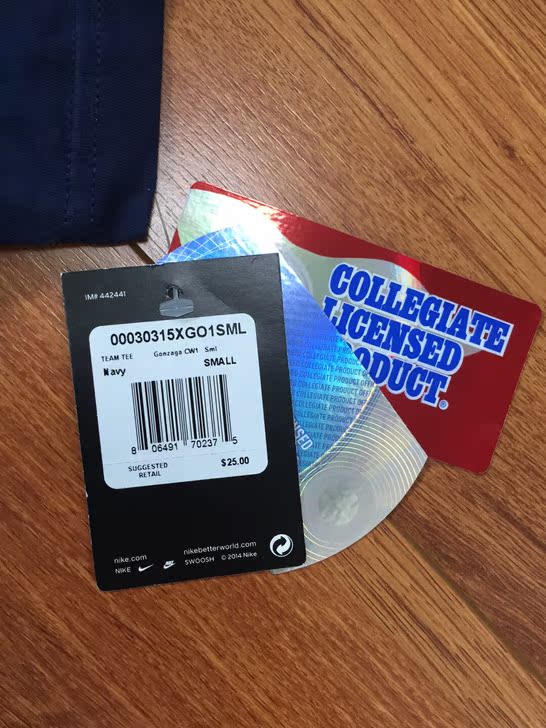 IM# 442441
00030315XGO1SML
TEAM TEE Gonzaga CW1 Sml
Navy SMALL
8 06491 70237 5
SUGGESTED
RETAIL
$25.00
nike.com nikebetterworld.com
NIKE SWOOSH © 2014 Nike
COLLEGIATE
LICENSED
PRODUCT®